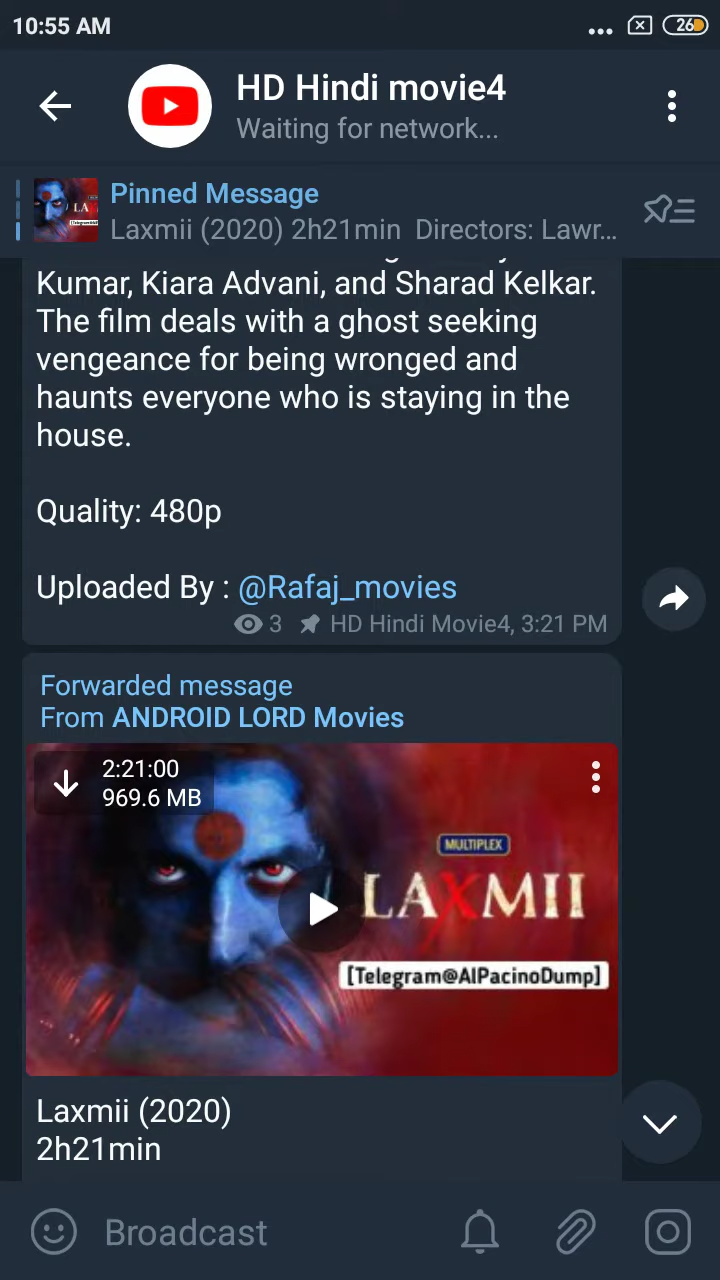 10:55 AM
26
HD Hindi movie4
Waiting for network...
Pinned Message
Laxmii (2020) 2h21min Directors: Lawr...
Kumar, Kiara Advani, and Sharad Kelkar.
The film deals with a ghost seeking
vengeance for being wronged and
haunts everyone who is staying in the
house.
Quality: 480p
Uploaded By : @Rafaj_movies
3 HD Hindi Movie4, 3:21 PM
Forwarded message
From ANDROID LORD Movies
2:21:00
969.6 MB
MULTIPLEX
LAXMII
[Telegram@AlPacinoDump]
Laxmii (2020)
2h21min
Broadcast